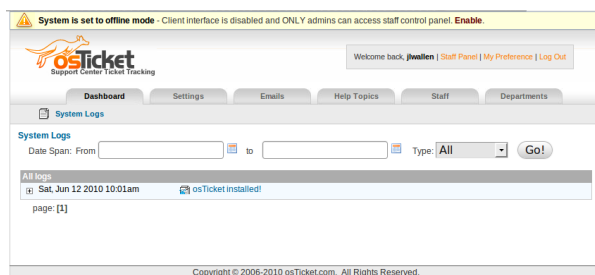 System is set to offline mode - Client interface is disabled and ONLY admins can access staff control panel. Enable.
osTicket
Support Center Ticket Tracking
Welcome back, jlwallen | Staff Panel | My Preference | Log Out
Dashboard Settings Emails Help Topics Staff Departments
System Logs
System Logs
Date Span: From to Type: All Go!
All logs
Sat, Jun 12 2010 10:01am osTicket installed!
page: [1]
Copyright © 2006-2010 osTicket.com. All Rights Reserved.